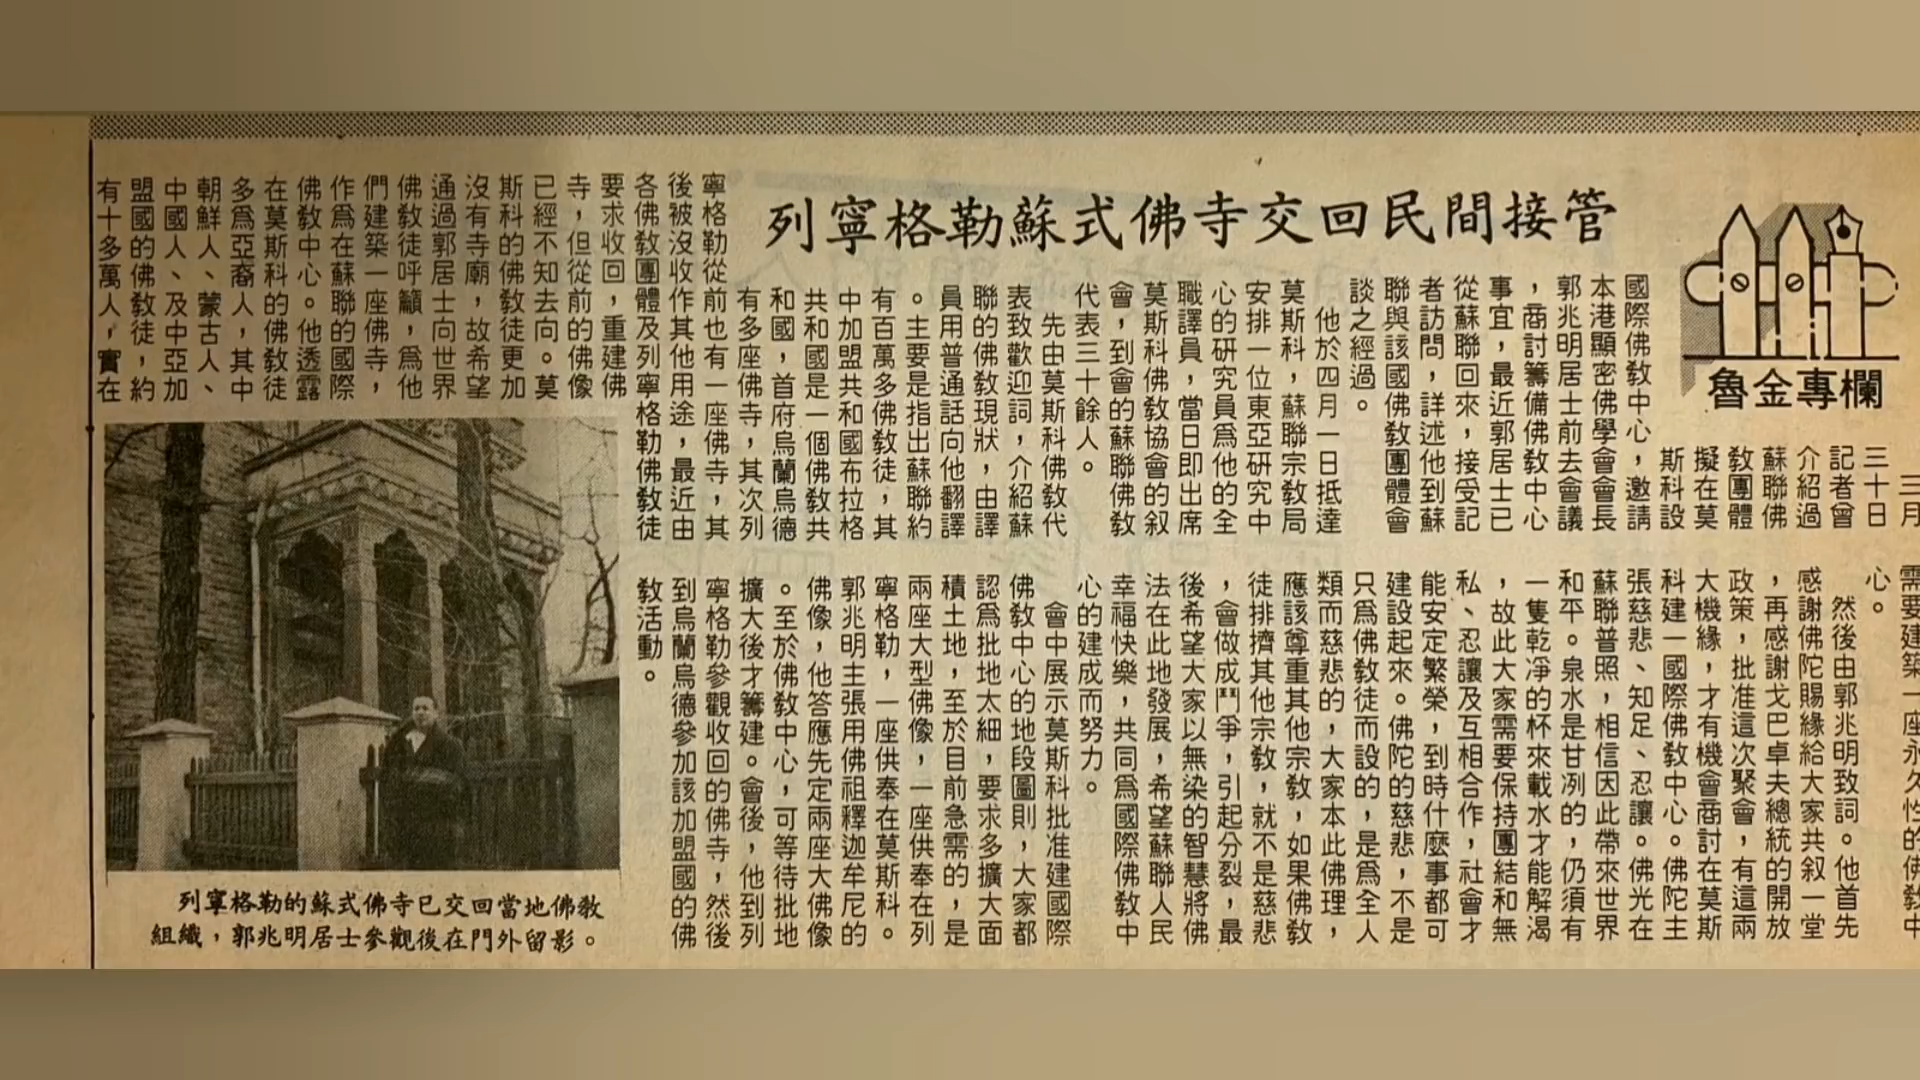 列寧格勒蘇式佛寺交回民間接管
魯金專欄
三月
三十日
記者曾
介紹過
蘇聯佛
教團體
擬在莫
斯科設
國際佛教中心，邀請
本港顯密佛學會會長
郭兆明居士前去會議
，商討籌備佛教中心
事宜，最近郭居士已
從蘇聯回來，接受記
者訪問，詳述他到蘇
聯與該國佛教團體會
談之經過。
他於四月一日抵達
莫斯科，蘇聯宗教局
安排一位東亞研究中
心的研究員為他的全
職譯員，當日即出席
莫斯科佛教協會的叙
會，到會的蘇聯佛教
代表三十餘人。
先由莫斯科佛教代
表致歡迎詞，介紹蘇
聯的佛教現狀，由譯
員用普通話向他翻譯
。主要是指出蘇聯約
有百萬多佛教徒，其
中加盟共和國布拉格
共和國是一個佛教共
和國，首府烏蘭烏德
有多座佛寺，其次列
寧格勒從前也有一座佛寺，其
後被沒收作其他用途，最近由
各佛教團體及列寧格勒佛教徒
要求收回，重建佛
寺，但從前的佛像
已經不知去向。莫
斯科的佛教徒更加
沒有寺廟，故希望
通過郭居士向世界
佛教徒呼籲，為他
們建築一座佛寺，
作為在蘇聯的國際
佛教中心。他透露
在莫斯科的佛教徒
多為亞裔人，其中
朝鮮人、蒙古人、
中國人、及中亞加
盟國的佛教徒，約
有十多萬人，實在
需要建築一座永久性的佛教中
心。
然後由郭兆明致詞。他首先
感謝佛陀賜緣給大家共叙一堂
，再感謝戈巴卓夫總統的開放
政策，批准這次聚會，有這兩
大機緣，才有機會商討在莫斯
科建一國際佛教中心。佛陀主
張慈悲、知足、忍讓。佛光在
蘇聯普照，相信因此帶來世界
和平。泉水是甘冽的，仍須有
一隻乾淨的杯來載水才能解渴
，故此大家需要保持團結和無
私、忍讓及互相合作，社會才
能安定繁榮，到時什麼事都可
建設起來。佛陀的慈悲，不是
只為佛教徒而設的，是為全人
類而慈悲的，大家本此佛理，
應該尊重其他宗教，如果佛教
徒排擠其他宗教，就不是慈悲
，會做成鬥爭，引起分裂，最
後希望大家以無染的智慧將佛
法在此地發展，希望蘇聯人民
幸福快樂，共同為國際佛教中
心的建成而努力。
會中展示莫斯科批准建國際
佛教中心的地段圖則，大家都
認為批地太細，要求多擴大面
積土地，至於目前急需的，是
兩座大型佛像，一座供奉在列
寧格勒，一座供奉在莫斯科。
郭兆明主張用佛祖釋迦牟尼的
佛像，他答應先定兩座大佛像
。至於佛教中心，可等待批地
擴大後才籌建。會後，他到列
寧格勒參觀收回的佛寺，然後
到烏蘭烏德參加該加盟國的佛
教活動。
列寧格勒的蘇式佛寺已交回當地佛教
組織，郭兆明居士參觀後在門外留影。